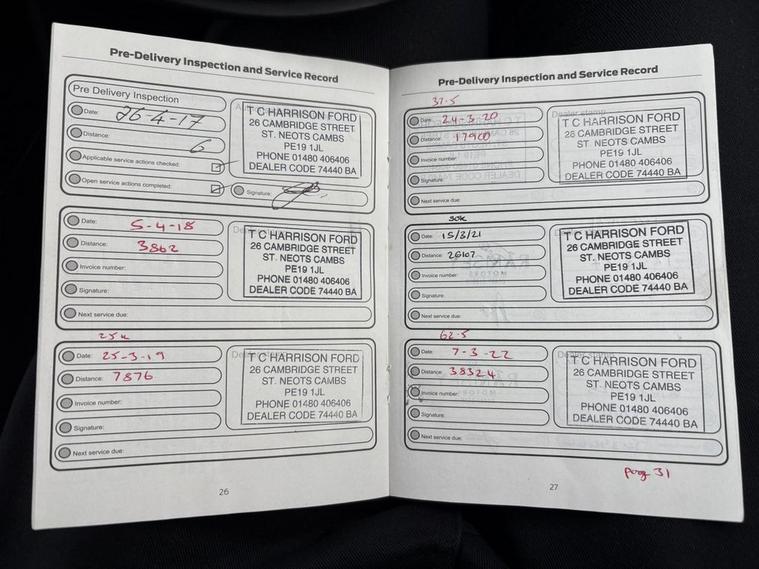 Pre-Delivery Inspection and Service Record
Pre Delivery Inspection
Date: 26-4-17
Distance: 6
Applicable service actions checked:
Open service actions completed:
Signature:
T C HARRISON FORD
26 CAMBRIDGE STREET
ST. NEOTS CAMBS
PE19 1JL
PHONE 01480 406406
DEALER CODE 74440 BA
Date: 5-4-18
Distance: 3862
Invoice number:
Signature:
Next service due:
T C HARRISON FORD
26 CAMBRIDGE STREET
ST. NEOTS CAMBS
PE19 1JL
PHONE 01480 406406
DEALER CODE 74440 BA
25k
Date: 25-3-19
Distance: 7876
Invoice number:
Signature:
Next service due:
T C HARRISON FORD
26 CAMBRIDGE STREET
ST. NEOTS CAMBS
PE19 1JL
PHONE 01480 406406
DEALER CODE 74440 BA
26
Pre-Delivery Inspection and Service Record
37.5
Date: 24-3-20
Distance: 17900
Invoice number:
Signature:
Next service due:
Dealer stamp
T C HARRISON FORD
26 CAMBRIDGE STREET
ST. NEOTS CAMBS
PE19 1JL
PHONE 01480 406406
DEALER CODE 74440 BA
50k
Date: 15/3/21
Distance: 26107
Invoice number:
Signature:
Next service due:
T C HARRISON FORD
26 CAMBRIDGE STREET
ST. NEOTS CAMBS
PE19 1JL
PHONE 01480 406406
DEALER CODE 74440 BA
62.5
Date: 7-3-22
Distance: 38324
Invoice number:
Signature:
Next service due:
T C HARRISON FORD
26 CAMBRIDGE STREET
ST. NEOTS CAMBS
PE19 1JL
PHONE 01480 406406
DEALER CODE 74440 BA
27
31